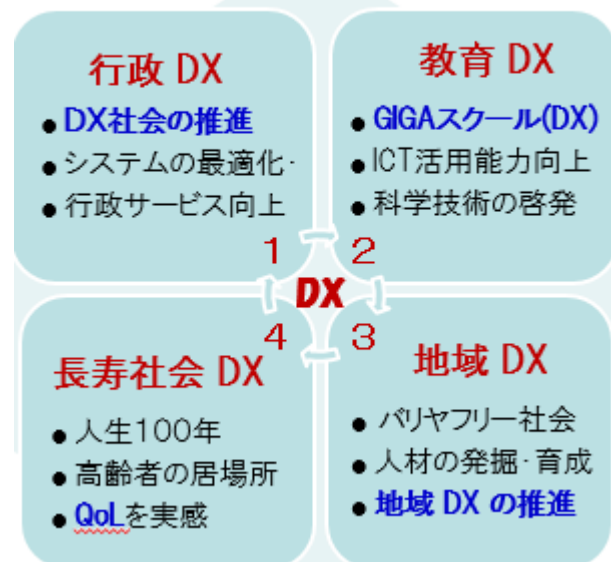 行政 DX
● DX社会の推進
● システムの最適化·
● 行政サービス向上
1
教育 DX
● GIGAスクール(DX)
● ICT活用能力向上
● 科学技術の啓発
2
DX
4
長寿社会 DX
● 人生100年
● 高齢者の居場所
● QoLを実感
3
地域 DX
● バリヤフリー社会
● 人材の発掘·育成
● 地域 DX の推進